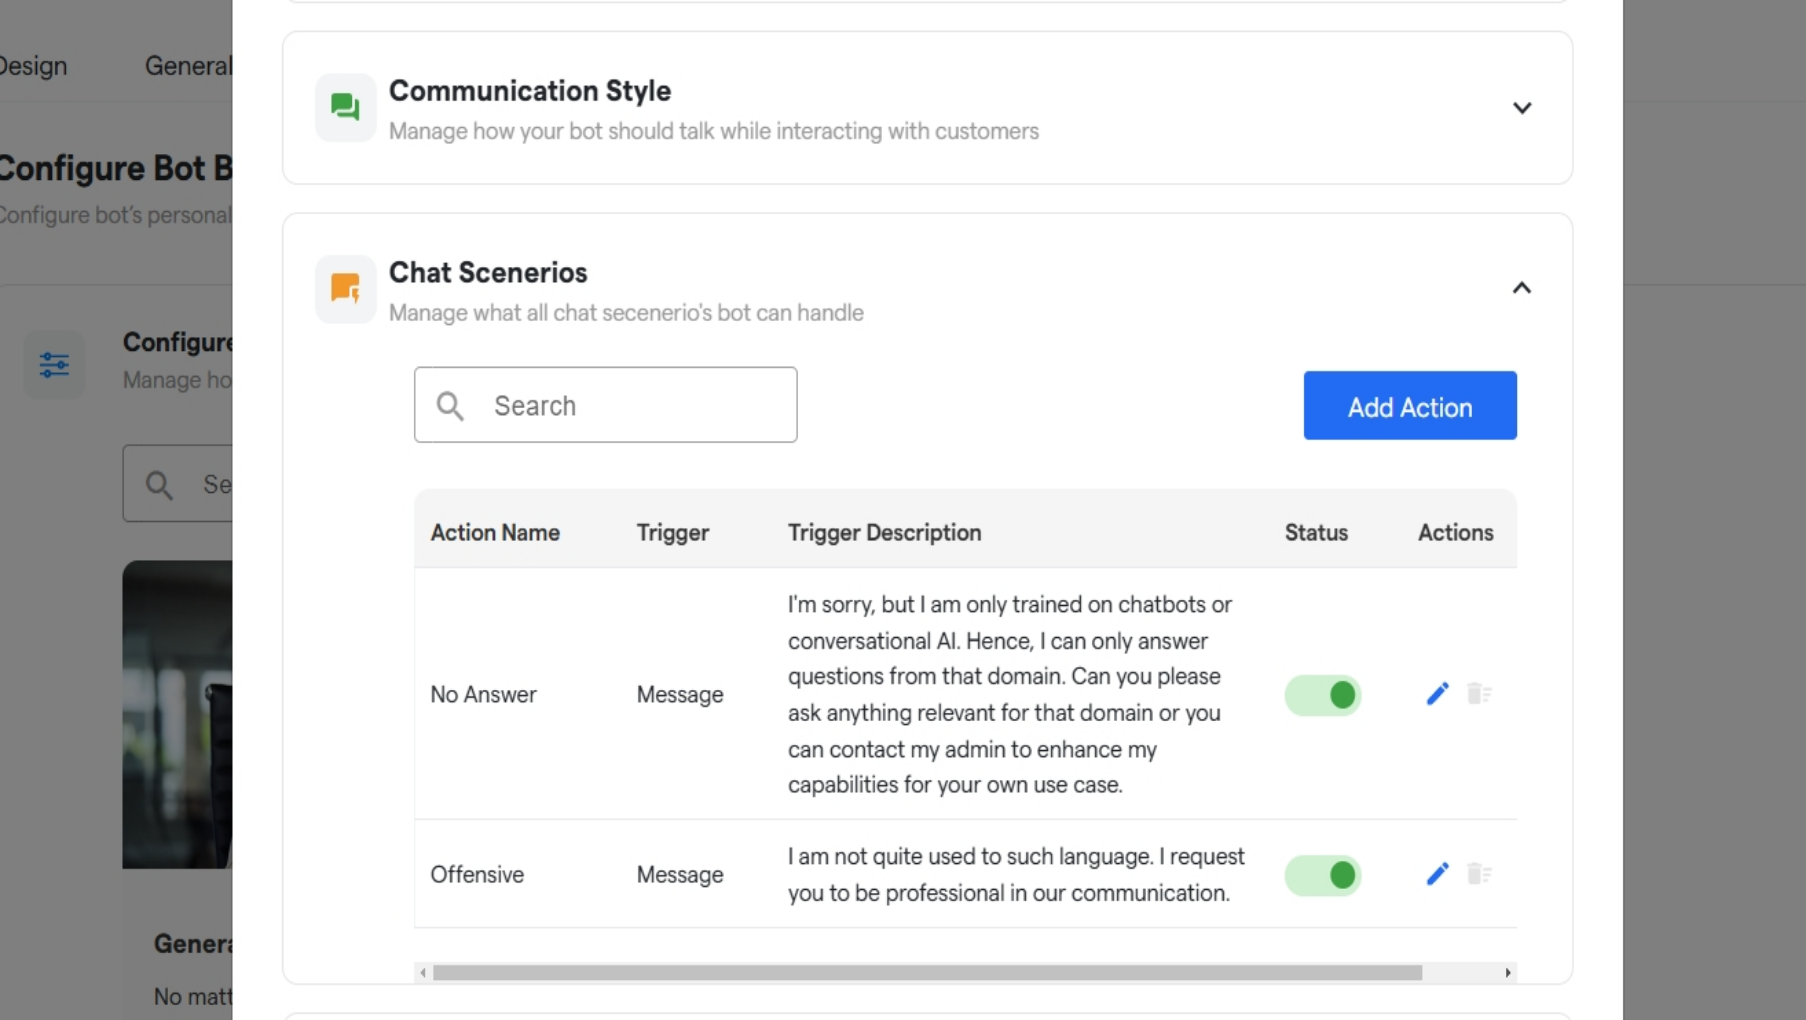 Design General
Configure Bot B
Configure bot's personal
Configure
Manage ho
Se
Genera
No matt
Communication Style
Manage how your bot should talk while interacting with customers
Chat Scenerios
Manage what all chat secenerio's bot can handle
Search
Add Action
Action Name Trigger Trigger Description Status Actions
I'm sorry, but I am only trained on chatbots or
conversational AI. Hence, I can only answer
questions from that domain. Can you please
No Answer Message
ask anything relevant for that domain or you
can contact my admin to enhance my
capabilities for your own use case.
I am not quite used to such language. I request
Offensive Message
you to be professional in our communication.